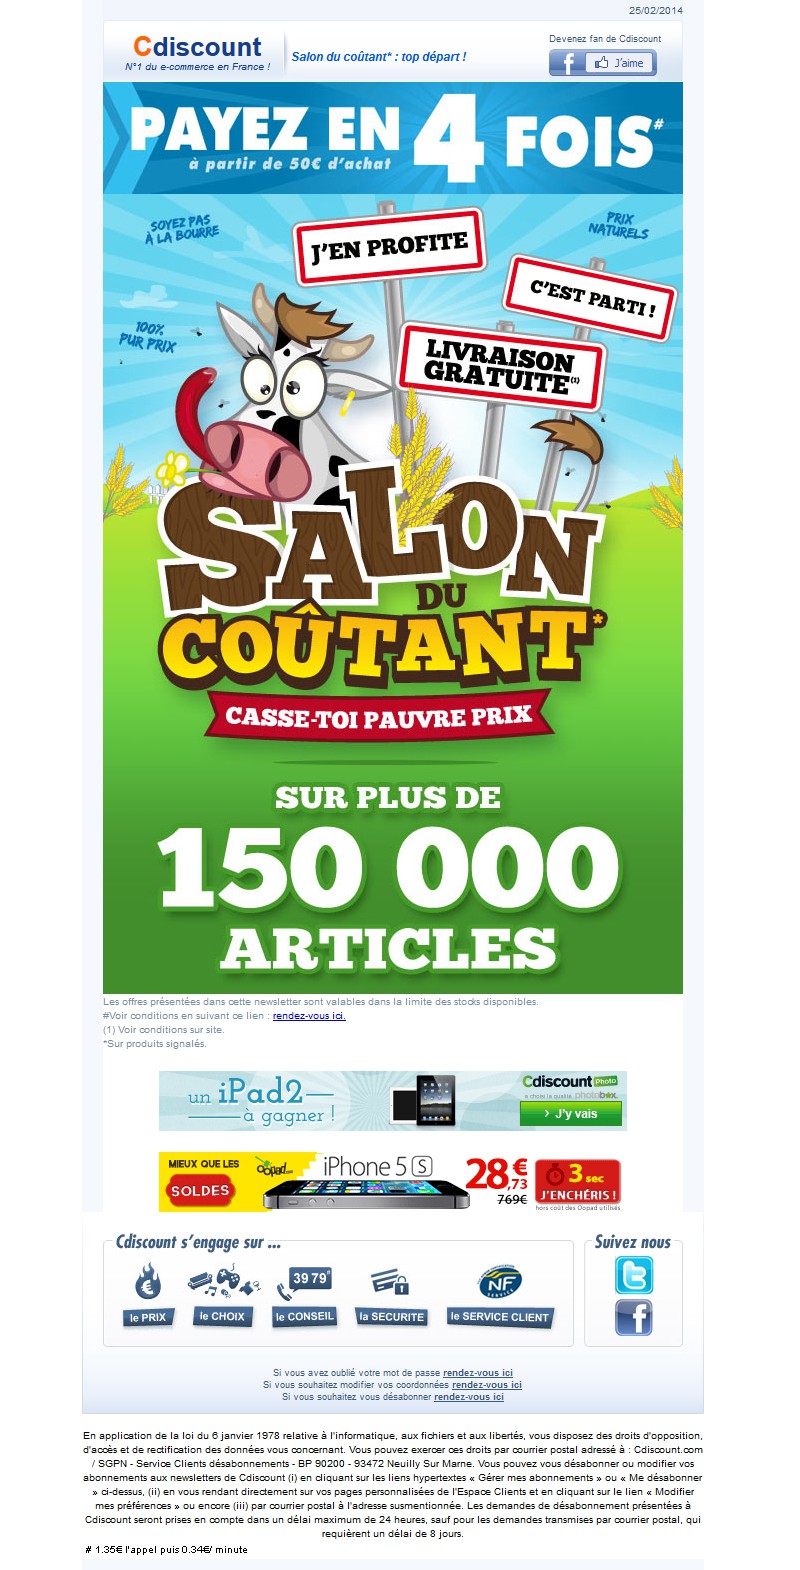 25/02/2014
Cdiscount
N°1 du e-commerce en France !
Salon du coûtant* : top départ !
Devenez fan de Cdiscount
f J'aime
PAYEZ EN 4 FOIS#
à partir de 50€ d'achat
SOYEZ PAS
À LA BOURRE
PRIX
NATURELS
J'EN PROFITE
C'EST PARTI !
100%
PUR PRIX
LIVRAISON
GRATUITE(1)
SALON
DU
COÛTANT*
CASSE-TOI PAUVRE PRIX
SUR PLUS DE
150 000
ARTICLES
Les offres présentées dans cette newsletter sont valables dans la limite des stocks disponibles.
#Voir conditions en suivant ce lien : rendez-vous ici.
(1) Voir conditions sur site.
*Sur produits signalés.
un iPad2
à gagner !
Cdiscount Photo
a choisi la qualité photobox
> J'y vais
MIEUX QUE LES
SOLDES
oopad.com
iPhone 5 S
28€,73
769€
3 sec
J'ENCHÉRIS !
hors coût des Oopad utilisés
Cdiscount s'engage sur ...
Suivez nous
39 79#
NF
SERVICE
le PRIX
le CHOIX
le CONSEIL
la SECURITE
le SERVICE CLIENT
t
f
Si vous avez oublié votre mot de passe rendez-vous ici
Si vous souhaitez modifier vos coordonnées rendez-vous ici
Si vous souhaitez vous désabonner rendez-vous ici
En application de la loi du 6 janvier 1978 relative à l'informatique, aux fichiers et aux libertés, vous disposez des droits d'opposition,
d'accès et de rectification des données vous concernant. Vous pouvez exercer ces droits par courrier postal adressé à : Cdiscount.com
/ SGPN - Service Clients désabonnements - BP 90200 - 93472 Neuilly Sur Marne. Vous pouvez vous désabonner ou modifier vos
abonnements aux newsletters de Cdiscount (i) en cliquant sur les liens hypertextes « Gérer mes abonnements » ou « Me désabonner
» ci-dessus, (ii) en vous rendant directement sur vos pages personnalisées de l'Espace Clients et en cliquant sur le lien « Modifier
mes préférences » ou encore (iii) par courrier postal à l'adresse susmentionnée. Les demandes de désabonnement présentées à
Cdiscount seront prises en compte dans un délai maximum de 24 heures, sauf pour les demandes transmises par courrier postal, qui
requièrent un délai de 8 jours.
# 1.35€ l'appel puis 0.34€/ minute